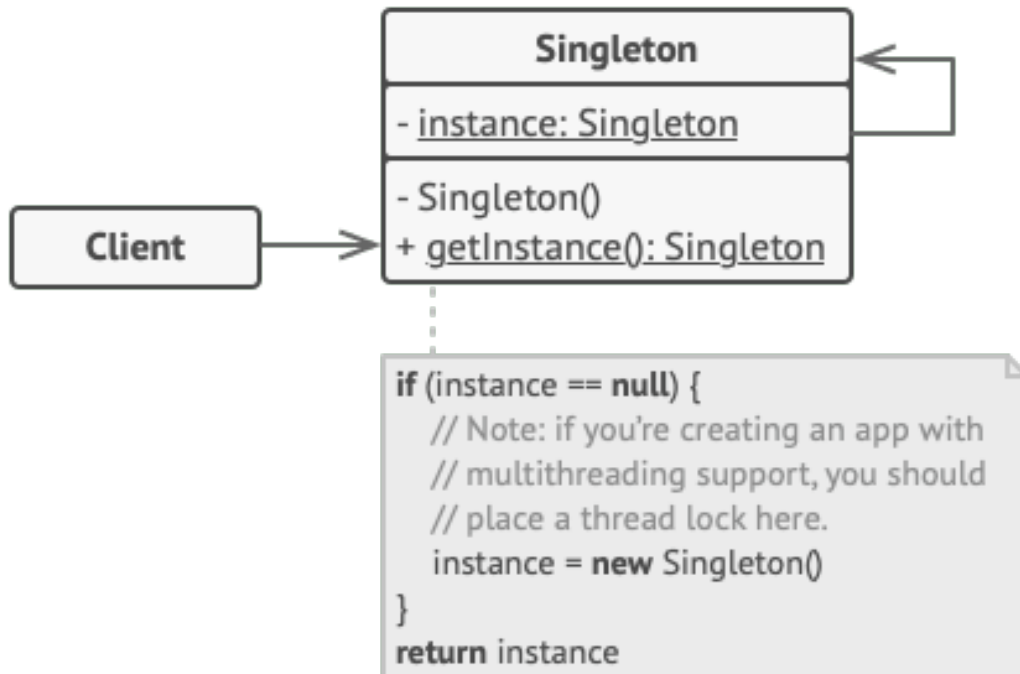 Singleton
- instance: Singleton
- Singleton()
+ getInstance(): Singleton
Client
if (instance == null) {
// Note: if you're creating an app with
// multithreading support, you should
// place a thread lock here.
instance = new Singleton()
}
return instance